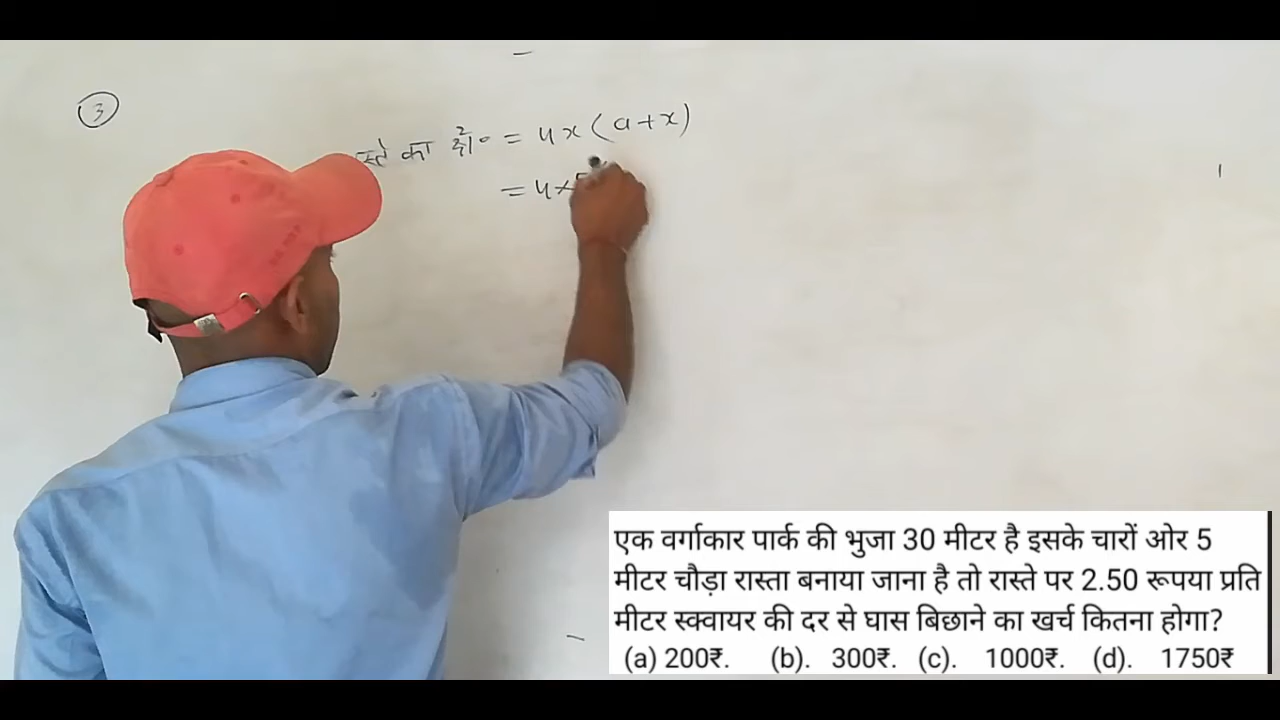 3
का क्षे० = 4x (a+x)
= 4×5
एक वर्गाकार पार्क की भुजा 30 मीटर है इसके चारों ओर 5
मीटर चौड़ा रास्ता बनाया जाना है तो रास्ते पर 2.50 रूपया प्रति
मीटर स्क्वायर की दर से घास बिछाने का खर्च कितना होगा?
(a) 200₹. (b). 300₹. (c). 1000₹. (d). 1750₹